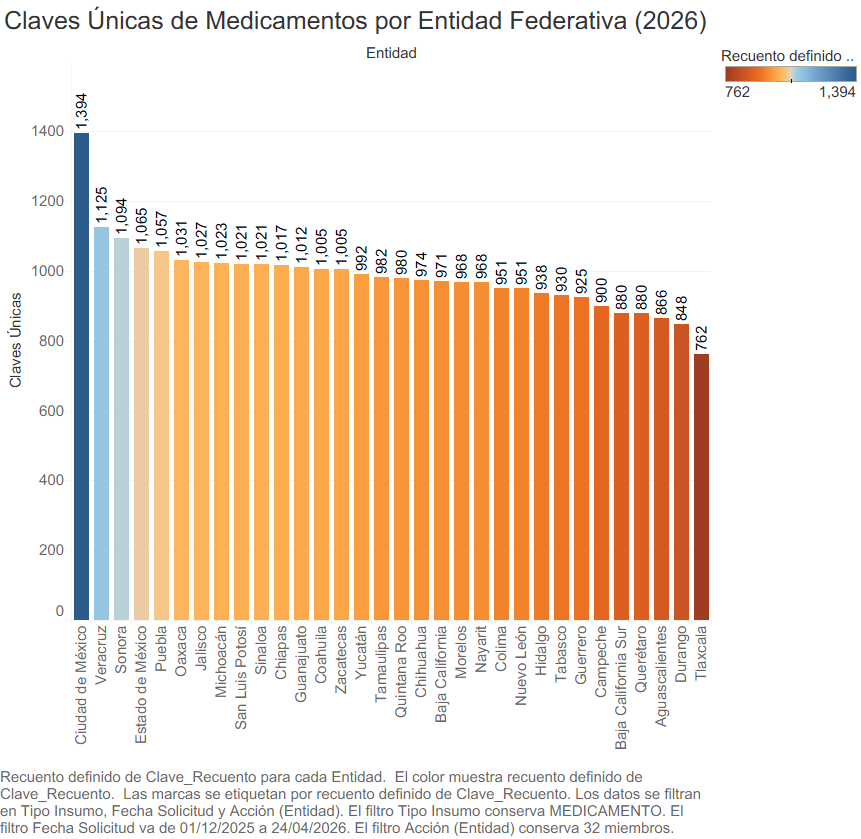 Claves Únicas de Medicamentos por Entidad Federativa (2026)
Entidad
Recuento definido ..
762 1,394
Claves Únicas
1400
1200
1000
800
600
400
200
0
1,394
1,125
1,094
1,065
1,057
1,031
1,027
1,023
1,021
1,021
1,017
1,012
1,005
1,005
992
982
980
974
971
968
968
951
951
938
930
925
900
880
880
866
848
762
Ciudad de México
Veracruz
Sonora
Estado de México
Puebla
Oaxaca
Jalisco
Michoacán
San Luis Potosí
Sinaloa
Chiapas
Guanajuato
Coahuila
Zacatecas
Yucatán
Tamaulipas
Quintana Roo
Chihuahua
Baja California
Morelos
Nayarit
Colima
Nuevo León
Hidalgo
Tabasco
Guerrero
Campeche
Baja California Sur
Querétaro
Aguascalientes
Durango
Tlaxcala
Recuento definido de Clave_Recuento para cada Entidad.  El color muestra recuento definido de
Clave_Recuento.  Las marcas se etiquetan por recuento definido de Clave_Recuento. Los datos se filtran
en Tipo Insumo, Fecha Solicitud y Acción (Entidad). El filtro Tipo Insumo conserva MEDICAMENTO. El
filtro Fecha Solicitud va de 01/12/2025 a 24/04/2026. El filtro Acción (Entidad) conserva 32 miembros.